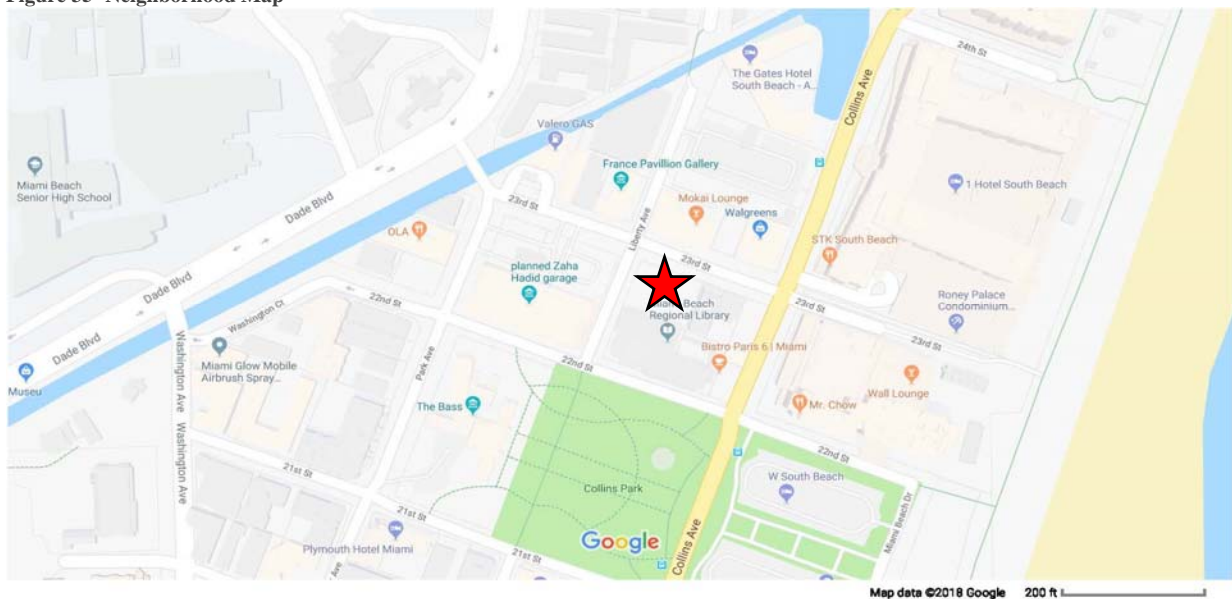 24th St
The Gates Hotel
South Beach - A...
Collins Ave
Valero GAS
Miami Beach
Senior High School
France Pavillion Gallery
1 Hotel South Beach
Mokai Lounge
Walgreens
23rd St
Dade Blvd
Liberty Ave
OLA
STK South Beach
planned Zaha
Hadid garage
23rd St
Dade Blvd
Roney Palace
Condominium...
22nd St
Washington Ct
Beach
Regional Library
23rd St
23rd St
Bistro Paris 6 | Miami
Dade Blvd
Miami Glow Mobile
Airbrush Spray...
Park Ave
22nd St
Museu
Washington Ave
Washington Ave
The Bass
Wall Lounge
Mr. Chow
22nd St
21st St
W South Beach
Collins Park
Miami Beach Dr
21st St
Plymouth Hotel Miami
Google
21st St
Collins Ave
Ave
Map data ©2018 Google 200 ft